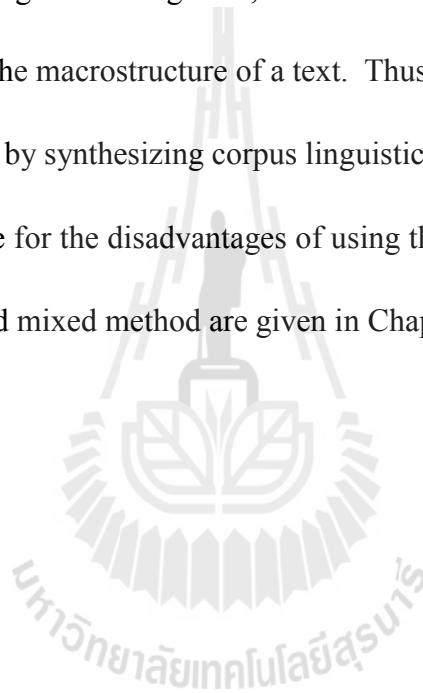 he macrostructure of a text. Thus
by synthesizing corpus linguistic
e for the disadvantages of using th
d mixed method are given in Chap
มหาวิทยาลัยเทคโนโลยีสุรนารี